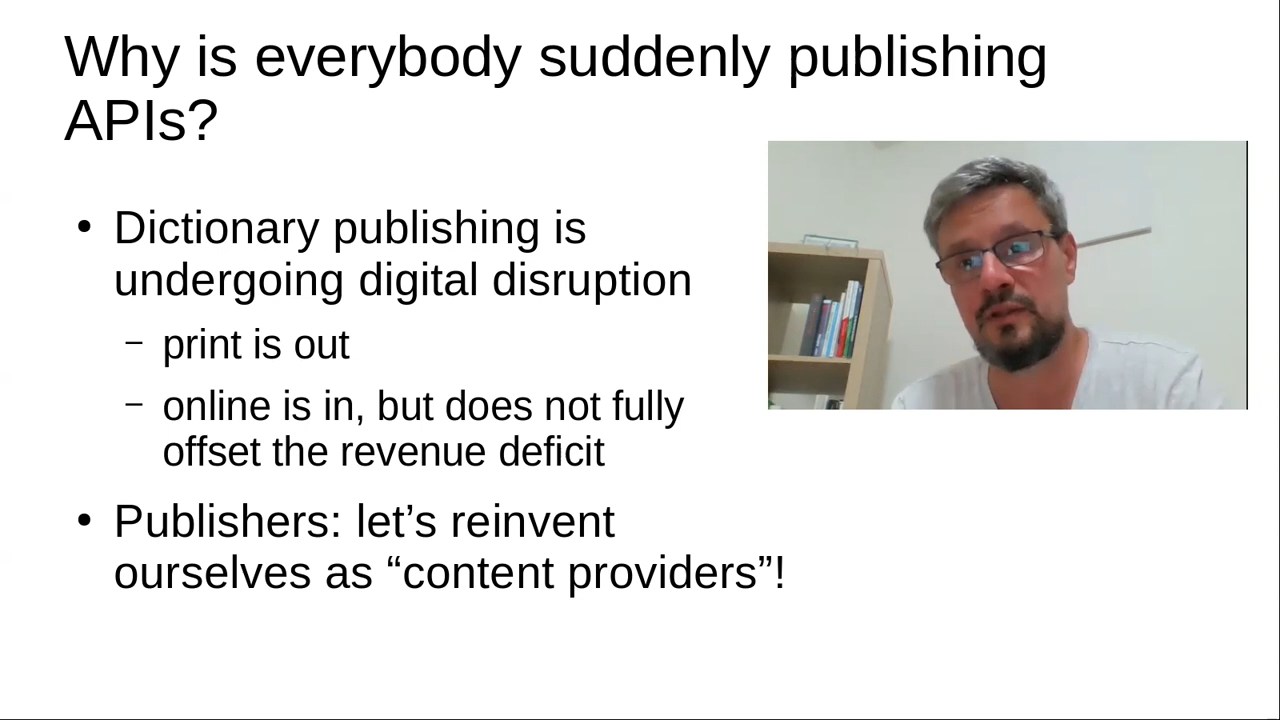 Why is everybody suddenly publishing
APIs?
• Dictionary publishing is
undergoing digital disruption
– print is out
– online is in, but does not fully
offset the revenue deficit
• Publishers: let’s reinvent
ourselves as “content providers”!